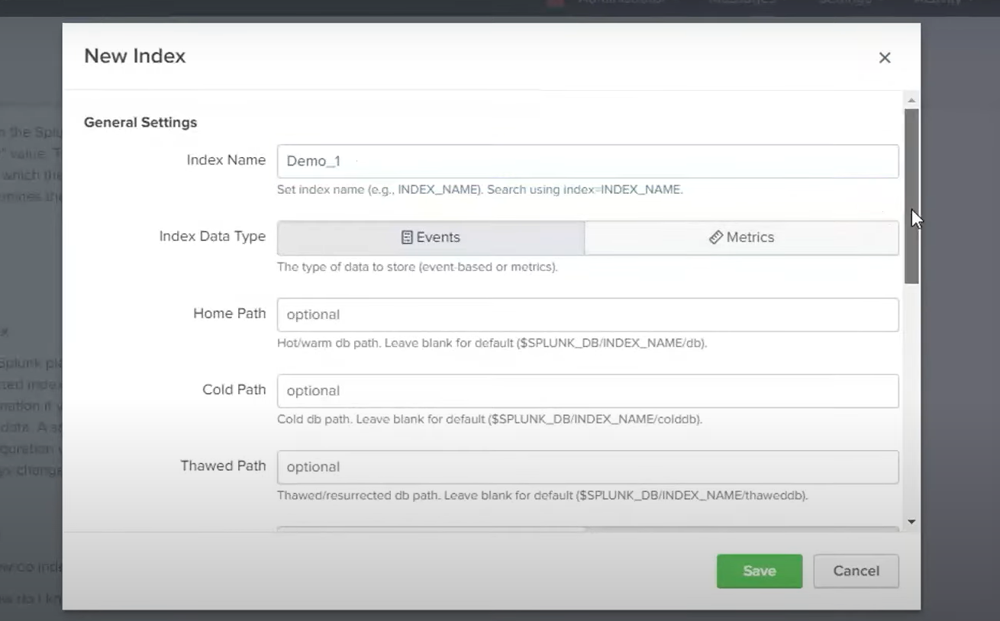 New Index
General Settings
Index Name
Demo_1
Set index name (e.g., INDEX_NAME). Search using index=INDEX_NAME.
Index Data Type
Events
Metrics
The type of data to store (event-based or metrics).
Home Path
optional
Hot/warm db path. Leave blank for default ($SPLUNK_DB/INDEX_NAME/db).
Cold Path
optional
Cold db path. Leave blank for default ($SPLUNK_DB/INDEX_NAME/colddb).
Thawed Path
optional
Thawed/resurrected db path. Leave blank for default ($SPLUNK_DB/INDEX_NAME/thaweddb).
Save
Cancel